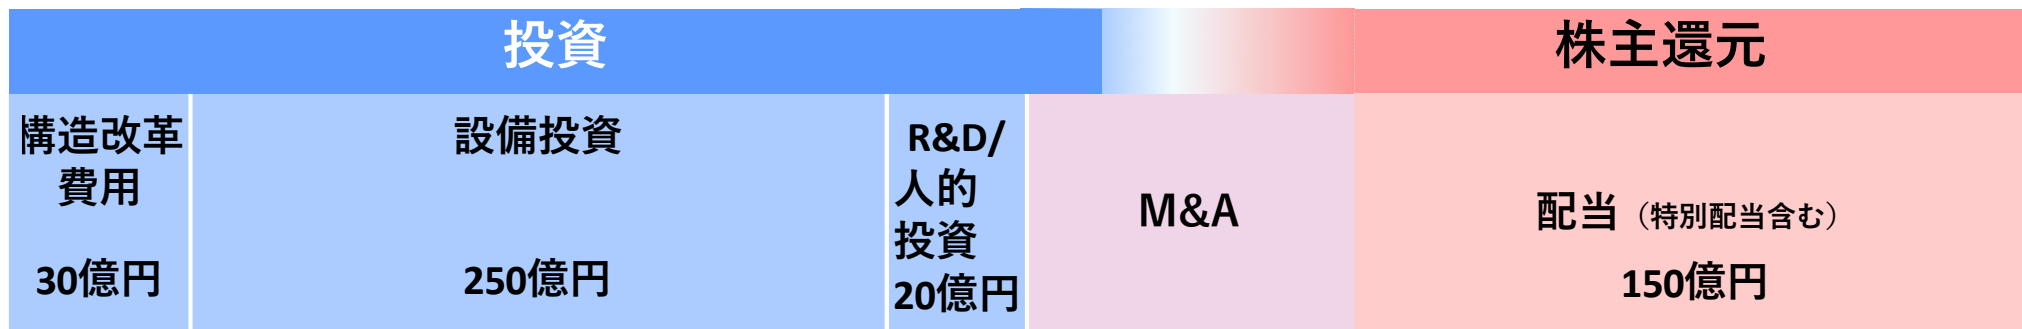 投資
株主還元
構造改革
費用
30億円
設備投資
250億円
R&D/
人的
投資
20億円
M&A
配当（特別配当含む）
150億円